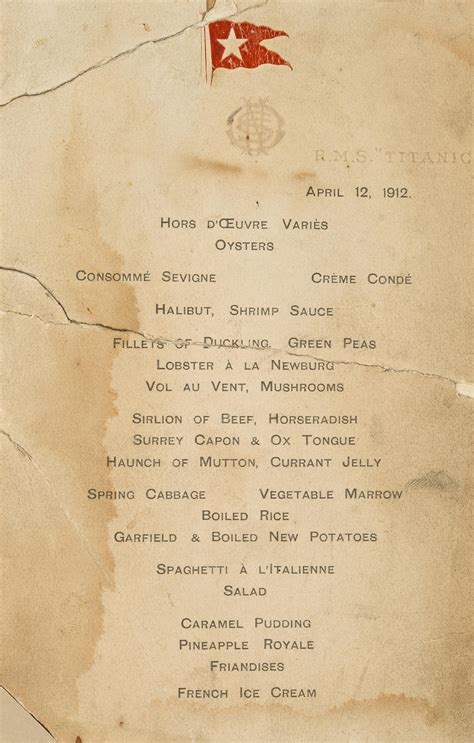 R.M.S. "TITANIC
April 12, 1912.
Hors d'Œuvre Variès
Oysters
Consommé Sevigne Crème Condé
Halibut, Shrimp Sauce
Fillets of Duckling. Green Peas
Lobster à la Newburg
Vol au Vent, Mushrooms
Sirlion of Beef, Horseradish
Surrey Capon & Ox Tongue
Haunch of Mutton, Currant Jelly
Spring Cabbage Vegetable Marrow
Boiled Rice
Garfield & Boiled New Potatoes
Spaghetti à l'Italienne
Salad
Caramel Pudding
Pineapple Royale
Friandises
French Ice Cream